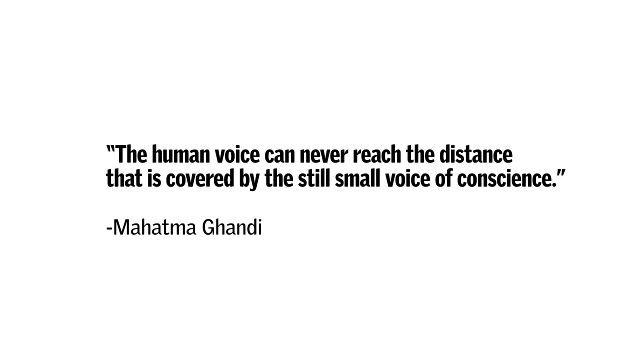 “The human voice can never reach the distance
that is covered by the still small voice of conscience.”
-Mahatma Ghandi